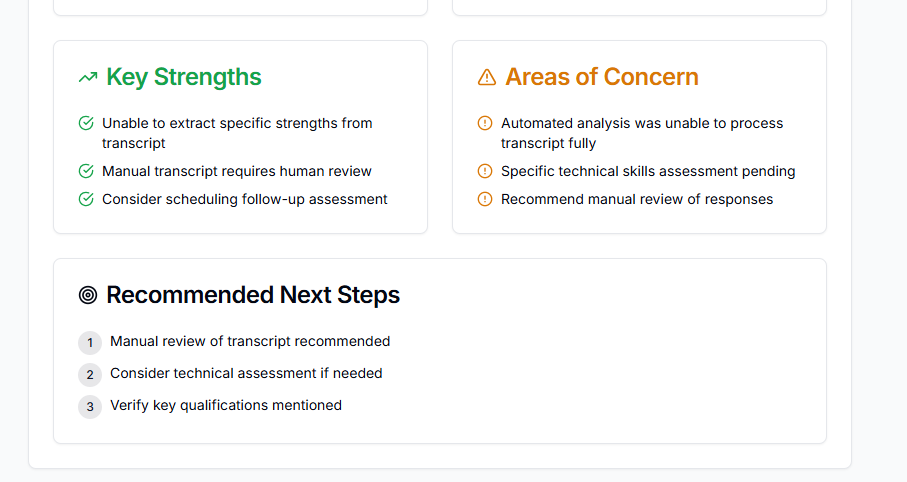 Key Strengths
Unable to extract specific strengths from
transcript
Manual transcript requires human review
Consider scheduling follow-up assessment
Areas of Concern
Automated analysis was unable to process
transcript fully
Specific technical skills assessment pending
Recommend manual review of responses
Recommended Next Steps
1 Manual review of transcript recommended
2 Consider technical assessment if needed
3 Verify key qualifications mentioned